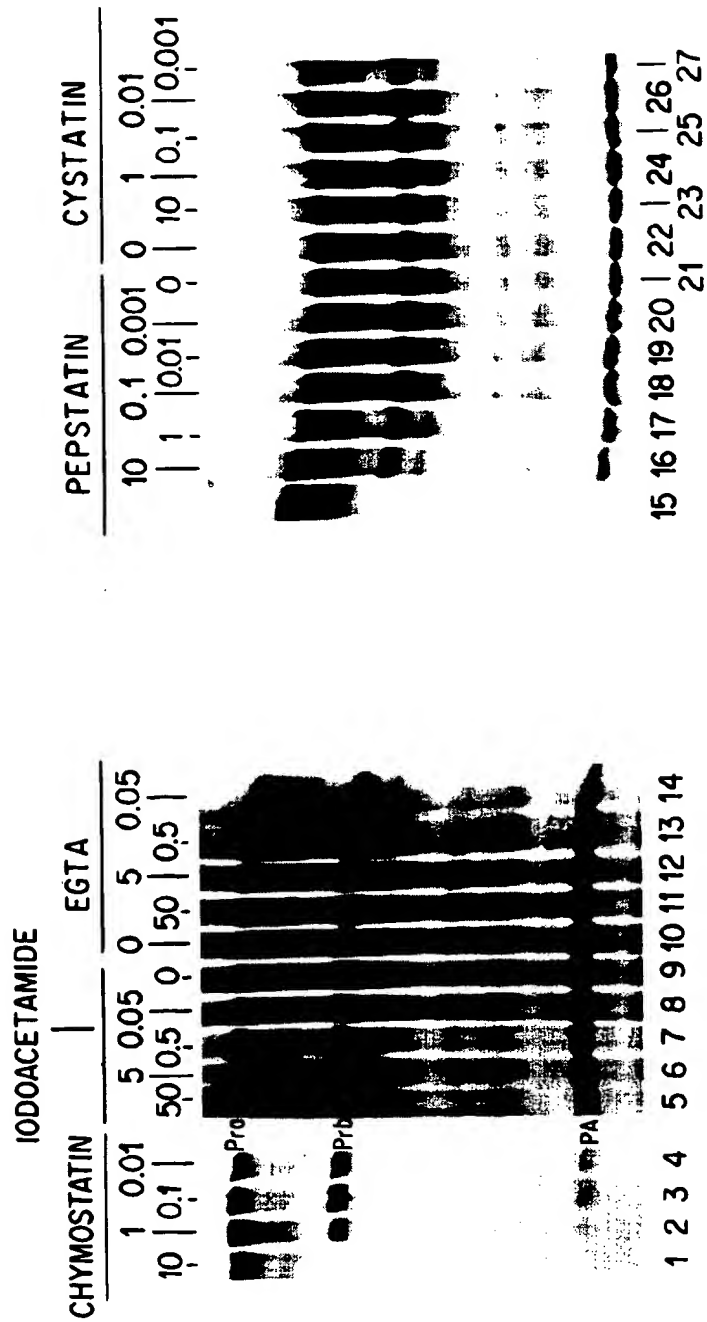 IODOACETAMIDE
CHYMOSTATIN EGTA
1 0.01 5 0.05 0 5 0.05
10 0.1 50 0.5 0 50 0.5
Pra
Prb
PA
1 2 3 4 5 6 7 8 9 10 11 12 13 14
PEPSTATIN CYSTATIN
10 0.1 0.001 0 1 0.01
1 0.01 0 10 0.1 0.001
15 16 17 18 19 20 22 24 26
21 23 25 27